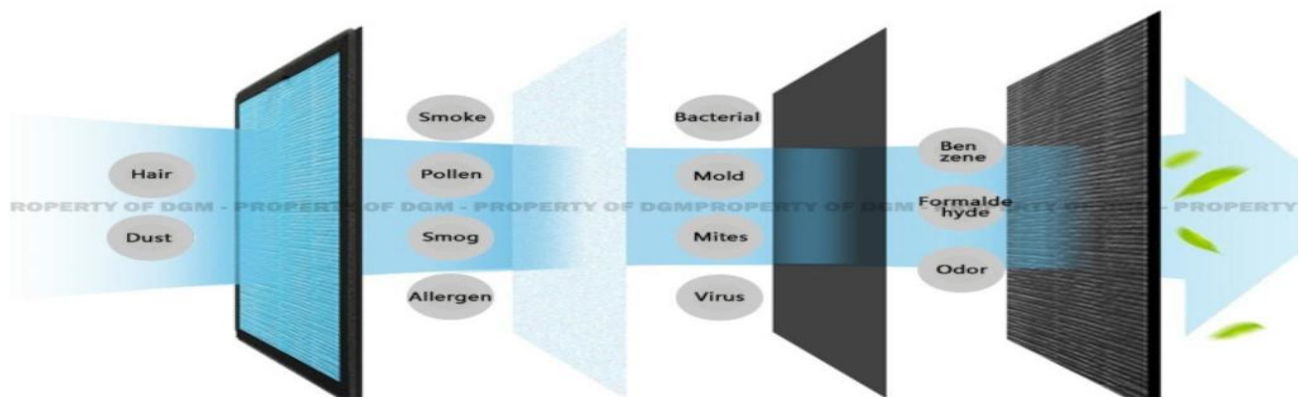 Hair
Dust
Smoke
Pollen
Smog
Allergen
Bacterial
Mold
Mites
Virus
Ben
zene
Formalde
hyde
Odor
ROPERTY OF DGM - PROPERTY OF DGM - PROPERTY OF DGMPROPERTY OF DGM - PROPERTY